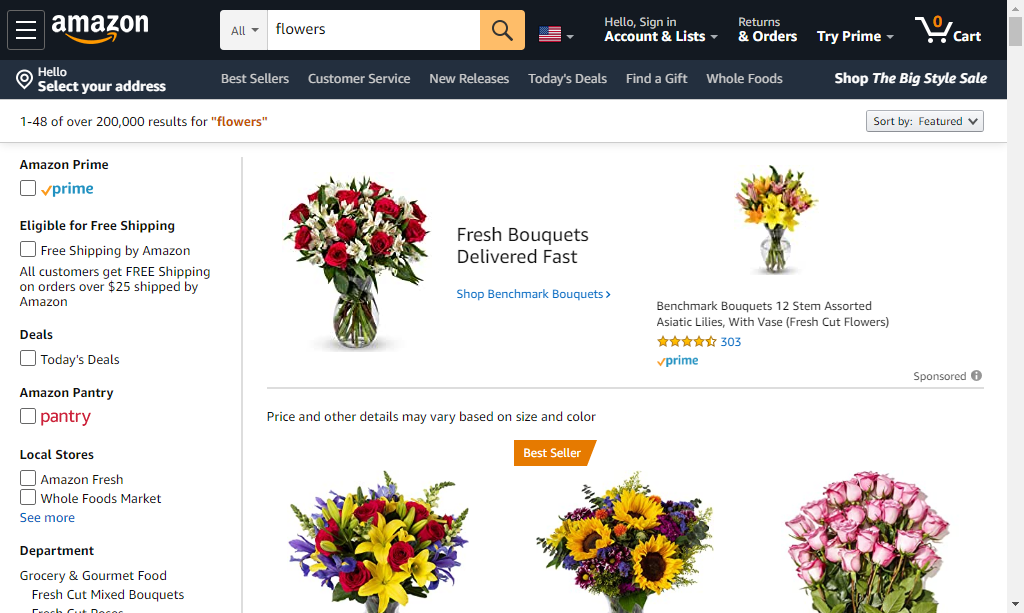 amazon
All
flowers
Hello, Sign in
Account & Lists
Returns
& Orders
Try Prime
0
Cart
Hello
Select your address
Best Sellers
Customer Service
New Releases
Today's Deals
Find a Gift
Whole Foods
Shop The Big Style Sale
1-48 of over 200,000 results for "flowers"
Sort by: Featured
Amazon Prime
prime
Eligible for Free Shipping
Free Shipping by Amazon
All customers get FREE Shipping
on orders over $25 shipped by
Amazon
Deals
Today's Deals
Amazon Pantry
pantry
Local Stores
Amazon Fresh
Whole Foods Market
See more
Department
Grocery & Gourmet Food
Fresh Cut Mixed Bouquets
Fresh Cut Roses
Fresh Bouquets
Delivered Fast
Shop Benchmark Bouquets
Benchmark Bouquets 12 Stem Assorted
Asiatic Lilies, With Vase (Fresh Cut Flowers)
303
prime
Sponsored
Price and other details may vary based on size and color
Best Seller